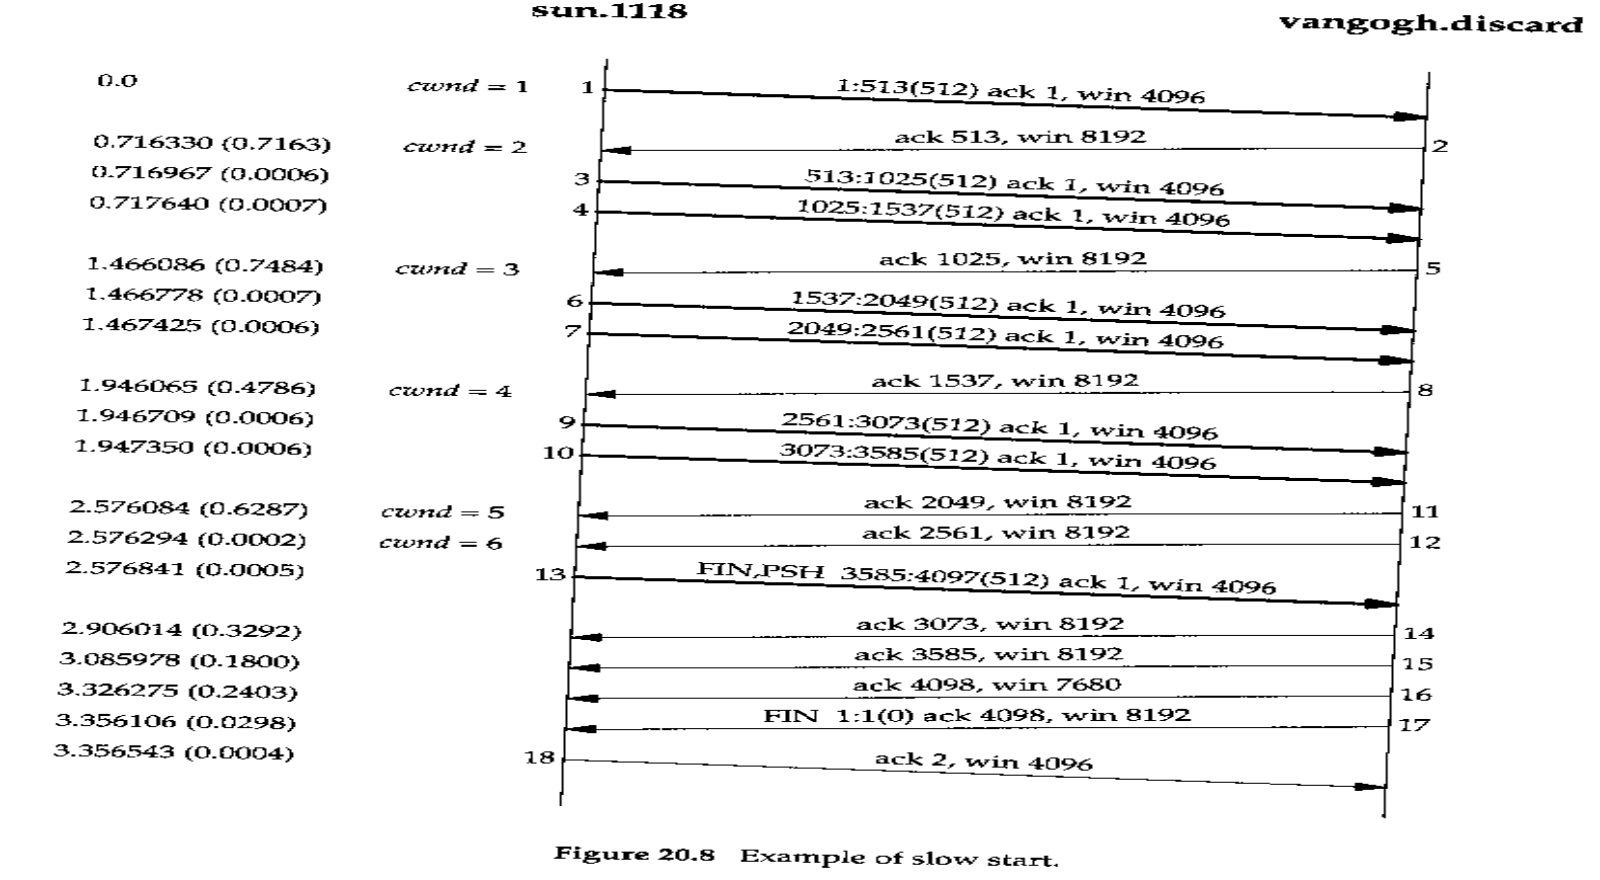 sun.1118 vangogh.discard
0.0 cwnd = 1 1 1:513(512) ack 1, win 4096
0.716330 (0.7163) cwnd = 2 ack 513, win 8192 2
0.716967 (0.0006) 3 513:1025(512) ack 1, win 4096
0.717640 (0.0007) 4 1025:1537(512) ack 1, win 4096
1.466086 (0.7484) cwnd = 3 ack 1025, win 8192 5
1.466778 (0.0007) 6 1537:2049(512) ack 1, win 4096
1.467425 (0.0006) 7 2049:2561(512) ack 1, win 4096
1.946065 (0.4786) cwnd = 4 ack 1537, win 8192 8
1.946709 (0.0006) 9 2561:3073(512) ack 1, win 4096
1.947350 (0.0006) 10 3073:3585(512) ack 1, win 4096
2.576084 (0.6287) cwnd = 5 ack 2049, win 8192 11
2.576294 (0.0002) cwnd = 6 ack 2561, win 8192 12
2.576841 (0.0005) 13 FIN,PSH 3585:4097(512) ack 1, win 4096
2.906014 (0.3292) ack 3073, win 8192 14
3.085978 (0.1800) ack 3585, win 8192 15
3.326275 (0.2403) ack 4098, win 7680 16
3.356106 (0.0298) FIN 1:1(0) ack 4098, win 8192 17
3.356543 (0.0004) 18 ack 2, win 4096
Figure 20.8 Example of slow start.